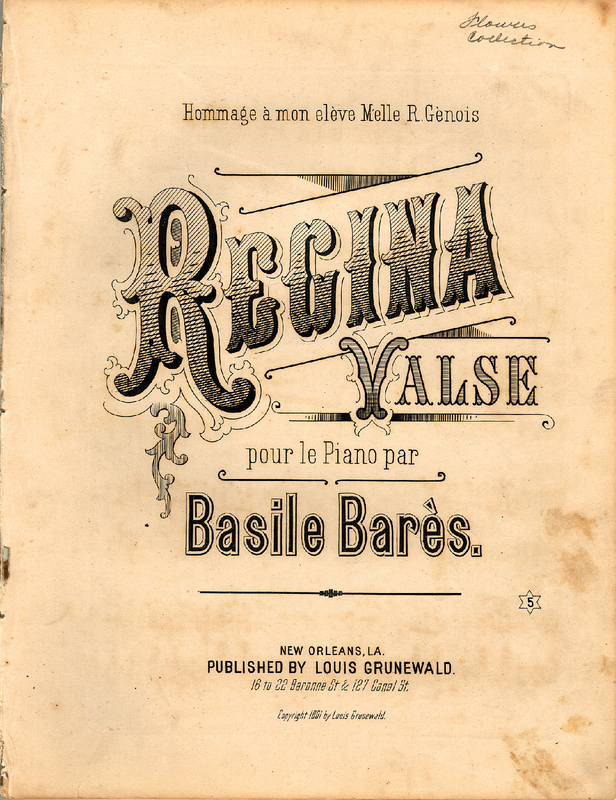 Flowers
Collection
Hommage à mon elève Melle R. Gènois
REGINA
VALSE
pour le Piano par
Basile Barès.
5
NEW ORLEANS, LA.
PUBLISHED BY LOUIS GRUNEWALD.
16 to 22 Baronne St & 127 Canal St.
Copyright 1881 by Louis Grunewald.